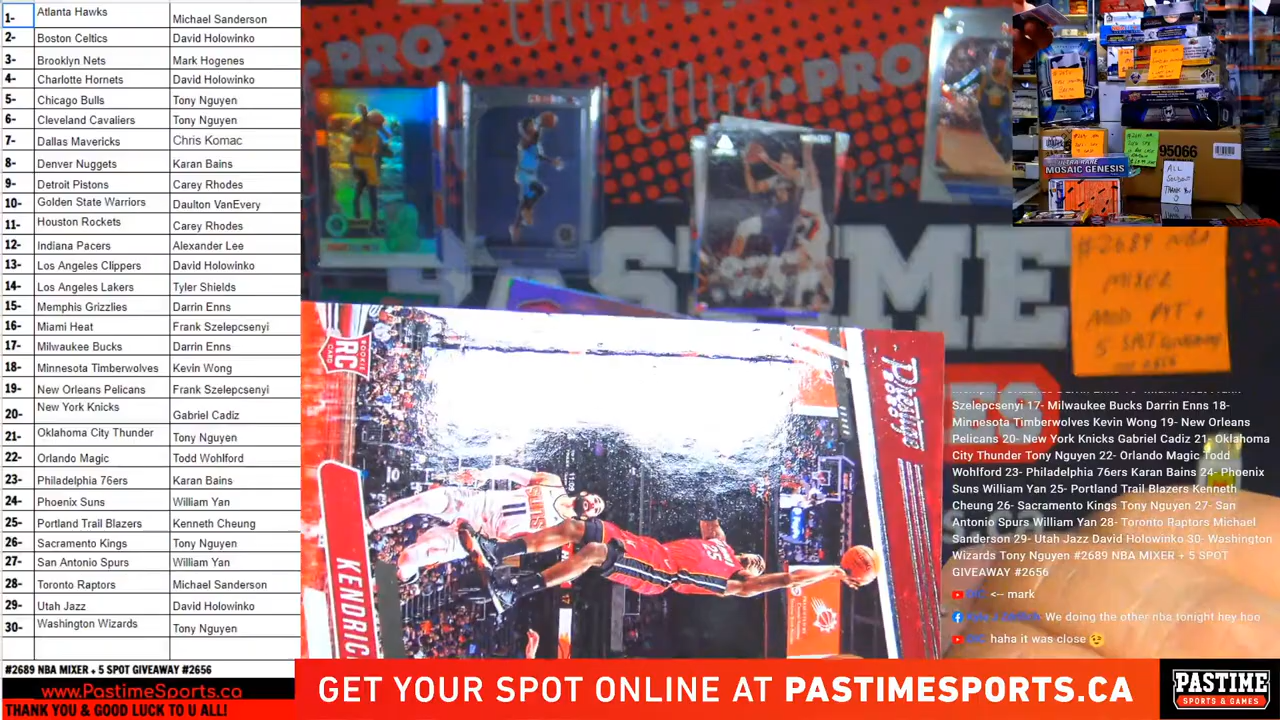 1- Atlanta Hawks Michael Sanderson
2- Boston Celtics David Holowinko
3- Brooklyn Nets Mark Hogenes
4- Charlotte Hornets David Holowinko
5- Chicago Bulls Tony Nguyen
6- Cleveland Cavaliers Tony Nguyen
7- Dallas Mavericks Chris Komac
8- Denver Nuggets Karan Bains
9- Detroit Pistons Carey Rhodes
10- Golden State Warriors Daulton VanEvery
11- Houston Rockets Carey Rhodes
12- Indiana Pacers Alexander Lee
13- Los Angeles Clippers David Holowinko
14- Los Angeles Lakers Tyler Shields
15- Memphis Grizzlies Darrin Enns
16- Miami Heat Frank Szelepcsenyi
17- Milwaukee Bucks Darrin Enns
18- Minnesota Timberwolves Kevin Wong
19- New Orleans Pelicans Frank Szelepcsenyi
20- New York Knicks Gabriel Cadiz
21- Oklahoma City Thunder Tony Nguyen
22- Orlando Magic Todd Wohlford
23- Philadelphia 76ers Karan Bains
24- Phoenix Suns William Yan
25- Portland Trail Blazers Kenneth Cheung
26- Sacramento Kings Tony Nguyen
27- San Antonio Spurs William Yan
28- Toronto Raptors Michael Sanderson
29- Utah Jazz David Holowinko
30- Washington Wizards Tony Nguyen
#2689 NBA MIXER + 5 SPOT GIVEAWAY #2656
www.PastimeSports.ca
THANK YOU & GOOD LUCK TO U ALL!
PASTIME
RC
ROOKIE CARD
KENDRIC
SUNS
11
25
95066
ULTRA RARE
MOSAIC GENESIS
ALL
THANK YOU
#2689 NBA
MIXER
5 SPOT
Szelepcsenyi 17- Milwaukee Bucks Darrin Enns 18-
Minnesota Timberwolves Kevin Wong 19- New Orleans
Pelicans 20- New York Knicks Gabriel Cadiz 21- Oklahoma
City Thunder Tony Nguyen 22- Orlando Magic Todd
Wohlford 23- Philadelphia 76ers Karan Bains 24- Phoenix
Suns William Yan 25- Portland Trail Blazers Kenneth
Cheung 26- Sacramento Kings Tony Nguyen 27- San
Antonio Spurs William Yan 28- Toronto Raptors Michael
Sanderson 29- Utah Jazz David Holowinko 30- Washington
Wizards Tony Nguyen #2689 NBA MIXER + 5 SPOT
GIVEAWAY #2656
<-- mark
We doing the other nba tonight hey hoo
haha it was close 😉
GET YOUR SPOT ONLINE AT PASTIMESPORTS.CA
PASTIME
SPORTS & GAMES